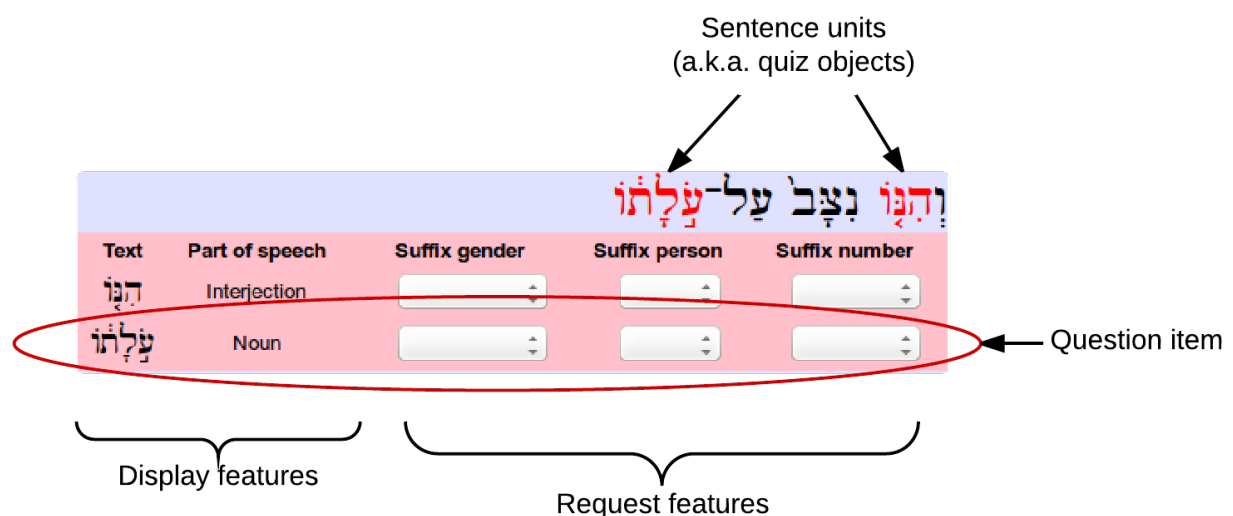 Sentence units
(a.k.a. quiz objects)
וְהִנּ֤וֹ נִצָּב֙ עַל־עֹ֣לָת֔וֹ
Text Part of speech Suffix gender Suffix person Suffix number
הִנּ֤וֹ Interjection
עֹ֣לָת֔וֹ Noun
Question item
Display features
Request features